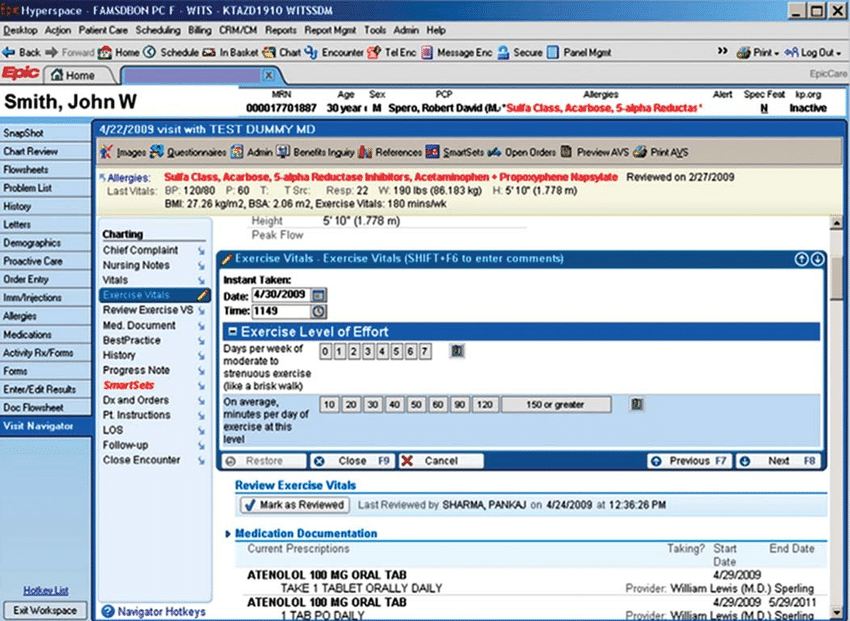 Epic Hyperspace - FAMSDBON PC F - WITS - KTAZD1910 WITSSDM
Desktop Action Patient Care Scheduling Billing CRM/CM Reports Report Mgmt Tools Admin Help
Back Forward Home Schedule In Basket Chart Encounter Tel Enc Message Enc Secure Panel Mgmt >> Print Log Out
Epic Home EpicCare
MRN Age Sex PCP Allergies Alert Spec Feat kp.org
Smith, John W 000017701887 30 year M Spero, Robert David (M. *Sulfa Class, Acarbose, 5-alpha Reductas* N Inactive
SnapShot
Chart Review
Flowsheets
Problem List
History
Letters
Demographics
Proactive Care
Order Entry
Imm/Injections
Allergies
Medications
Activity Rx/Forms
Forms
Enter/Edit Results
Doc Flowsheet
Visit Navigator
Hotkey List
Exit Workspace
4/22/2009 visit with TEST DUMMY MD
Images Questionnaires Admin Benefits Inquiry References SmartSets Open Orders Preview AVS Print AVS
Allergies: Sulfa Class, Acarbose, 5-alpha Reductase Inhibitors, Acetaminophen + Propoxyphene Napsylate Reviewed on 2/27/2009
Last Vitals: BP: 120/80 P: 60 T: T Src: Resp: 22 W: 190 lbs (86.183 kg) H: 5' 10" (1.778 m)
BMI: 27.26 kg/m2, BSA: 2.06 m2, Exercise Vitals: 180 mins/wk
Charting
Chief Complaint
Nursing Notes
Vitals
Exercise Vitals
Review Exercise VS
Med. Document
BestPractice
History
Progress Note
SmartSets
Dx and Orders
Pt. Instructions
LOS
Follow-up
Close Encounter
Navigator Hotkeys
Height 5' 10" (1.778 m)
Peak Flow
Exercise Vitals - Exercise Vitals (SHIFT+F6 to enter comments)
Instant Taken:
Date: 4/30/2009
Time: 1149
Exercise Level of Effort
Days per week of
moderate to
strenuous exercise
(like a brisk walk)
0 1 2 3 4 5 6 7
On average,
minutes per day of
exercise at this
level
10 20 30 40 50 60 90 120 150 or greater
Restore Close F9 Cancel Previous F7 Next F8
Review Exercise Vitals
Mark as Reviewed Last Reviewed by SHARMA, PANKAJ on 4/24/2009 at 12:36:26 PM
Medication Documentation
Current Prescriptions Taking? Start Date End Date
ATENOLOL 100 MG ORAL TAB 4/29/2009
TAKE 1 TABLET ORALLY DAILY Provider: William Lewis (M.D.) Sperling
ATENOLOL 100 MG ORAL TAB 4/29/2009 5/29/2011
1 TAB PO DAILY Provider: William Lewis (M.D.) Sperling